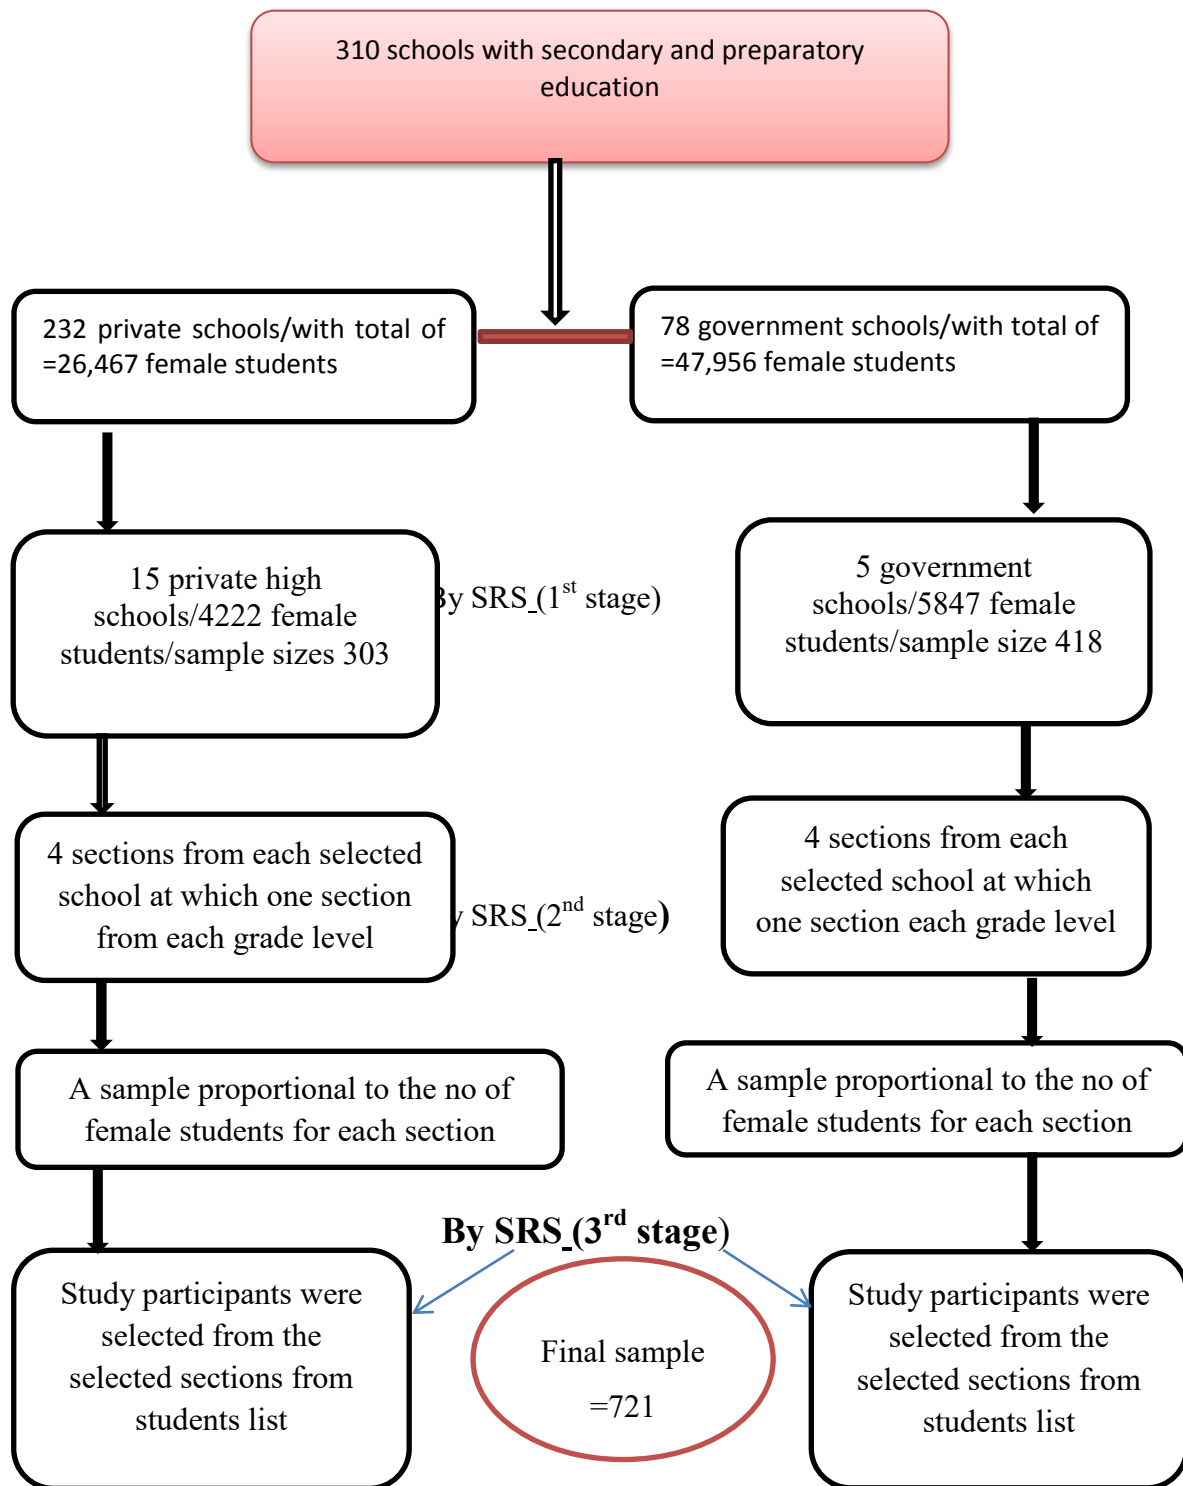 310 schools with secondary and preparatory
education
232 private schools/with total of
=26,467 female students
78 government schools/with total of
=47,956 female students
15 private high
schools/4222 female
students/sample sizes 303
By SRS (1st stage)
5 government
schools/5847 female
students/sample size 418
4 sections from each selected
school at which one section
from each grade level
y SRS (2nd stage)
4 sections from each
selected school at which
one section each grade level
A sample proportional to the no of
female students for each section
A sample proportional to the no of
female students for each section
By SRS (3rd stage)
Study participants were
selected from the
selected sections from
students list
Final sample
=721
Study participants were
selected from the
selected sections from
students list